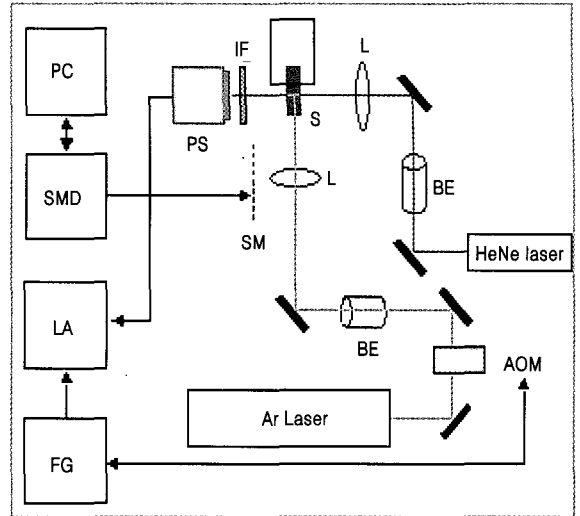 IF
L
PC
PS
S
BE
SMD
L
SM
HeNe laser
LA
BE
AOM
Ar Laser
FG